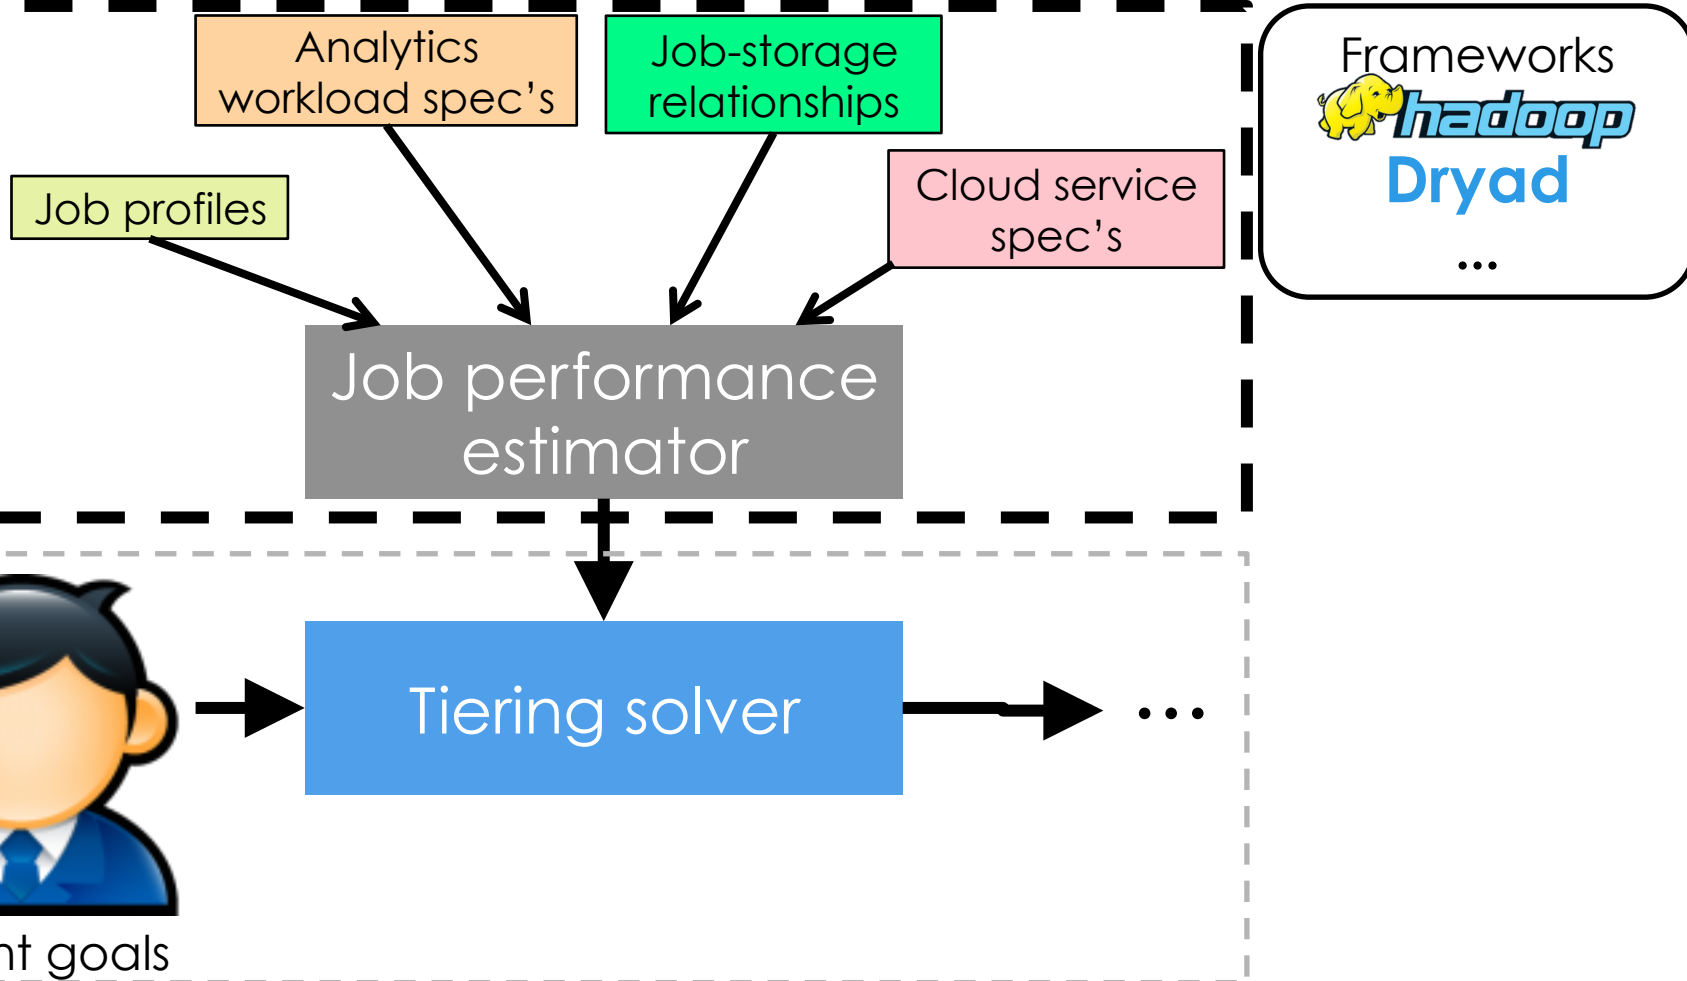 Analytics
workload spec's
Job-storage
relationships
Frameworks
hadoop
Dryad
...
Job profiles
Cloud service
spec's
Job performance
estimator
Tiering solver
...
goals